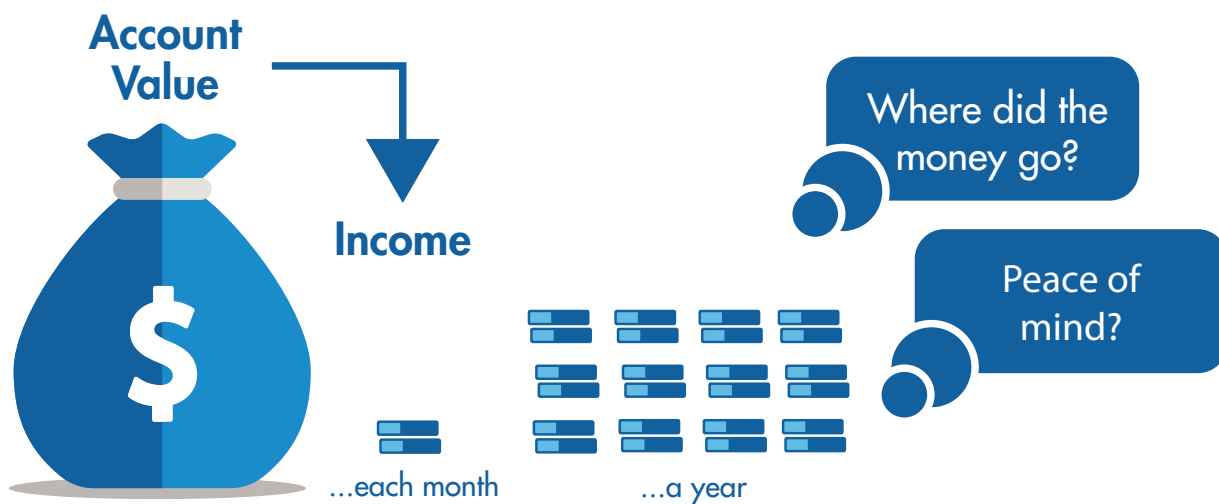 Account
Value
Income
Where did the
money go?
Peace of
mind?
$
...each month
...a year